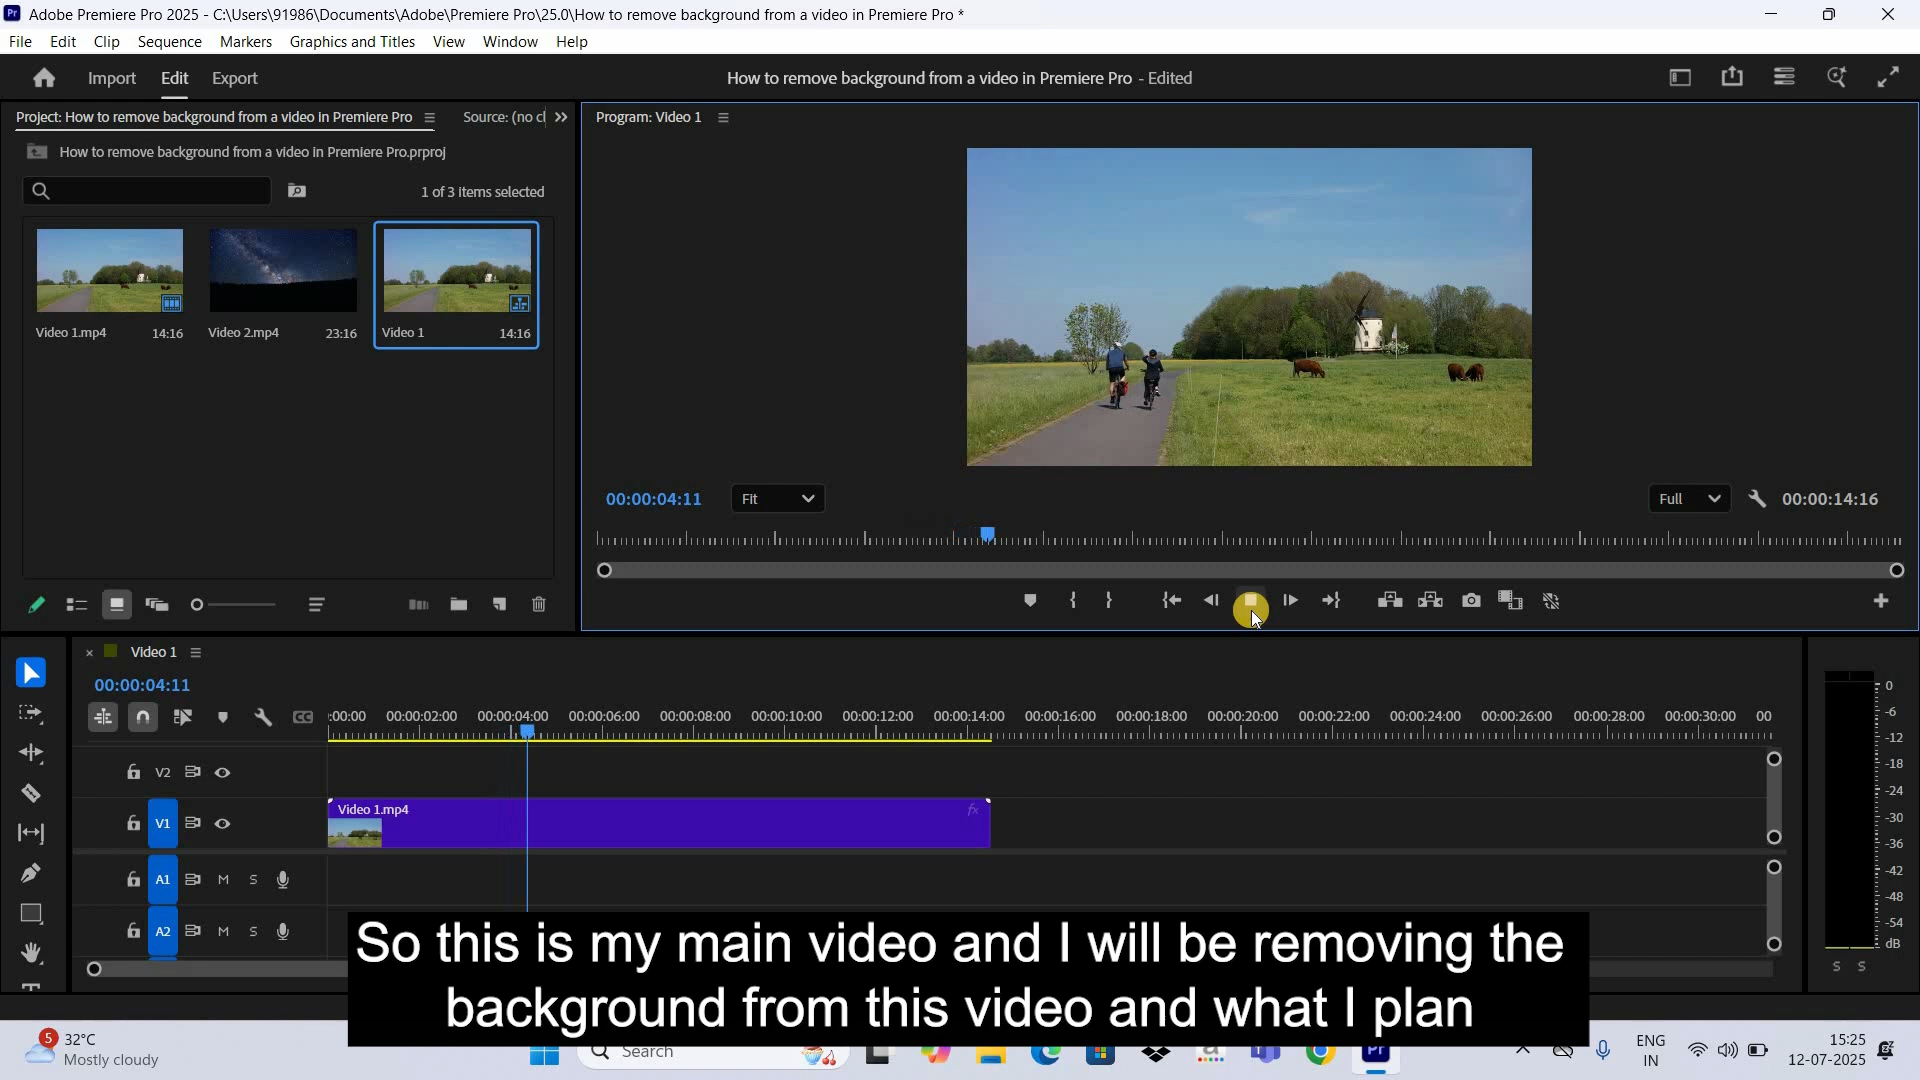 Adobe Premiere Pro 2025 - C:\Users\91986\Documents\Adobe\Premiere Pro\25.0\How to remove background from a video in Premiere Pro *
File Edit Clip Sequence Markers Graphics and Titles View Window Help
Import Edit Export
How to remove background from a video in Premiere Pro - Edited
Project: How to remove background from a video in Premiere Pro
Source: (no cl
Program: Video 1
How to remove background from a video in Premiere Pro.prproj
1 of 3 items selected
Video 1.mp4 14:16
Video 2.mp4 23:16
Video 1 14:16
00:00:04:11
Fit
Full
00:00:14:16
Video 1
00:00:04:11
:00:00 00:00:02:00 00:00:04:00 00:00:06:00 00:00:08:00 00:00:10:00 00:00:12:00 00:00:14:00 00:00:16:00 00:00:18:00 00:00:20:00 00:00:22:00 00:00:24:00 00:00:26:00 00:00:28:00 00:00:30:00 00
V2
V1
Video 1.mp4
fx
A1 M S
A2 M S
0
-6
-12
-18
-24
-30
-36
-42
-48
-54
dB
S S
So this is my main video and I will be removing the
background from this video and what I plan
5
32°C
Mostly cloudy
Search
Pr
ENG
IN
15:25
12-07-2025